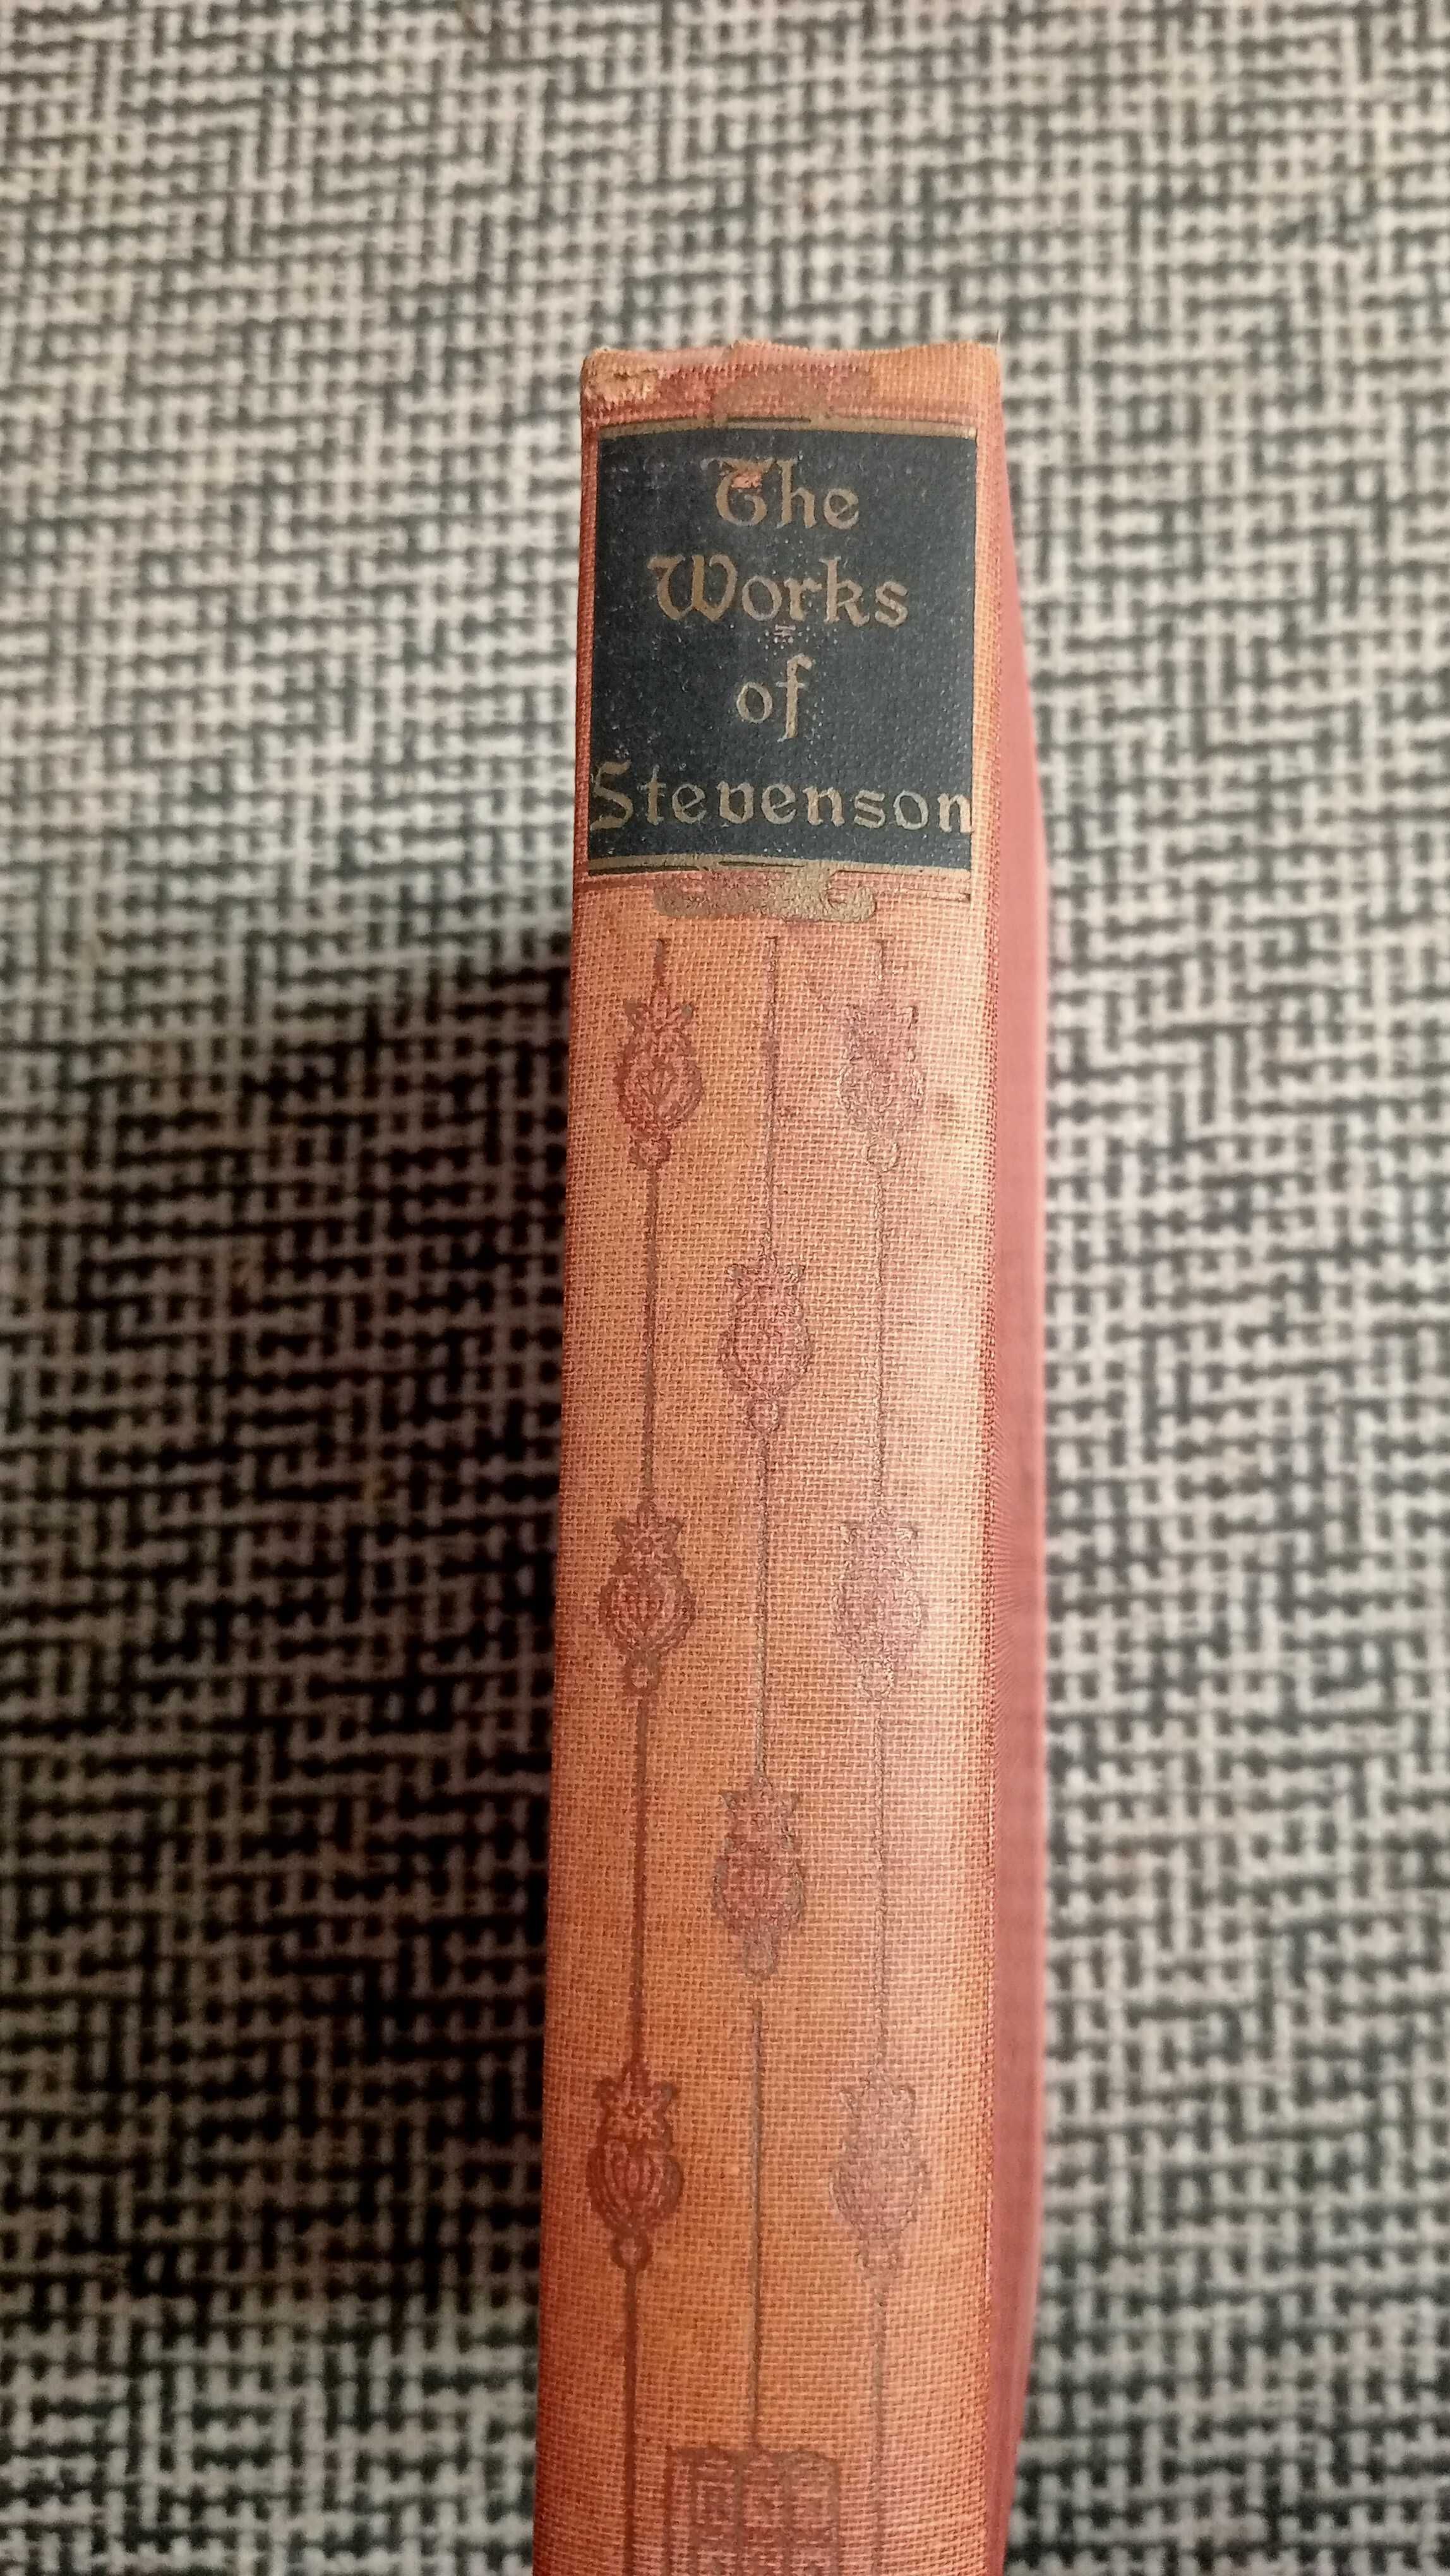 The
Works
of
Stevenson